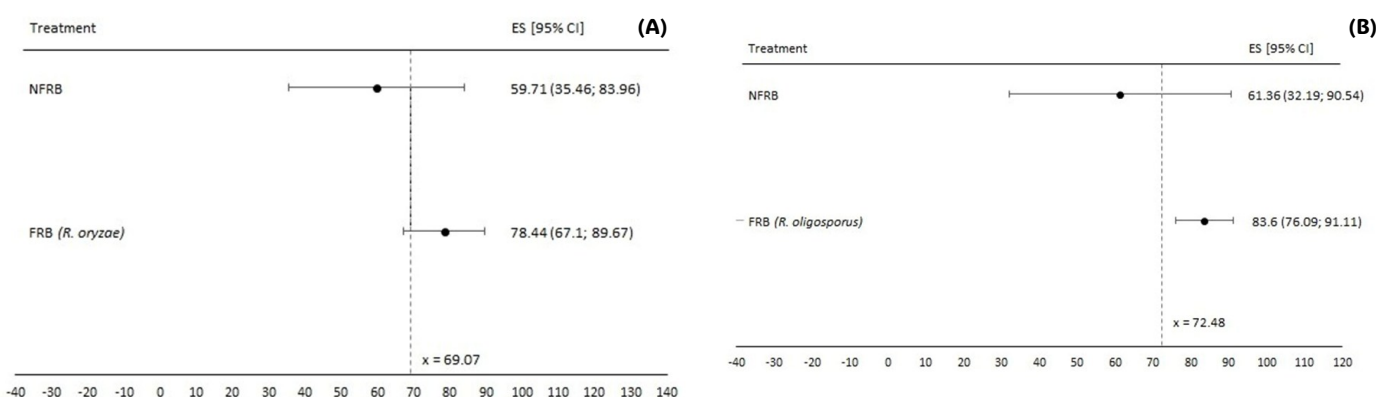 Treatment ES [95% CI] (A)
NFRB 59.71 (35.46; 83.96)
FRB (R. oryzae) 78.44 (67.1; 89.67)
x = 69.07
-40 -30 -20 -10 0 10 20 30 40 50 60 70 80 90 100 110 120 130 140
(B)
Treatment ES [95% CI]
NFRB 61.36 (32.19; 90.54)
FRB (R. oligosporus) 83.6 (76.09; 91.11)
x = 72.48
-40 -30 -20 -10 0 10 20 30 40 50 60 70 80 90 100 110 120